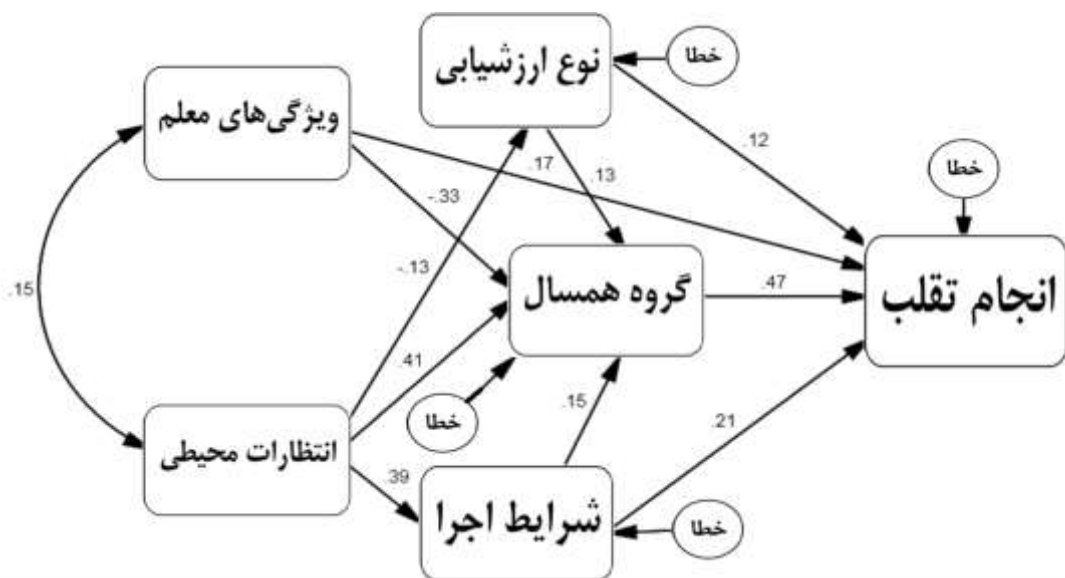 نوع ارزشیابی
خطا
ویژگی‌های معلم
.12
.17
.13
خطا
-.33
-.13
.15
گروه همسال
.47
انجام تقلب
.41
.15
خطا
.21
انتظارات محیطی
.39
شرایط اجرا
خطا